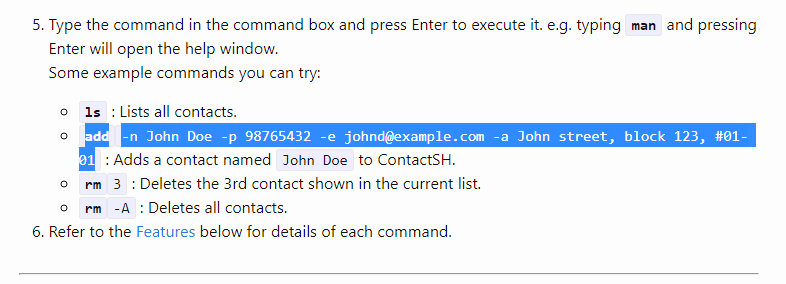 5. Type the command in the command box and press Enter to execute it. e.g. typing man and pressing
Enter will open the help window.
Some example commands you can try:
ls : Lists all contacts.
add -n John Doe -p 98765432 -e johnd@example.com -a John street, block 123, #01-
01 : Adds a contact named John Doe to ContactSH.
rm 3 : Deletes the 3rd contact shown in the current list.
rm -A : Deletes all contacts.
6. Refer to the Features below for details of each command.